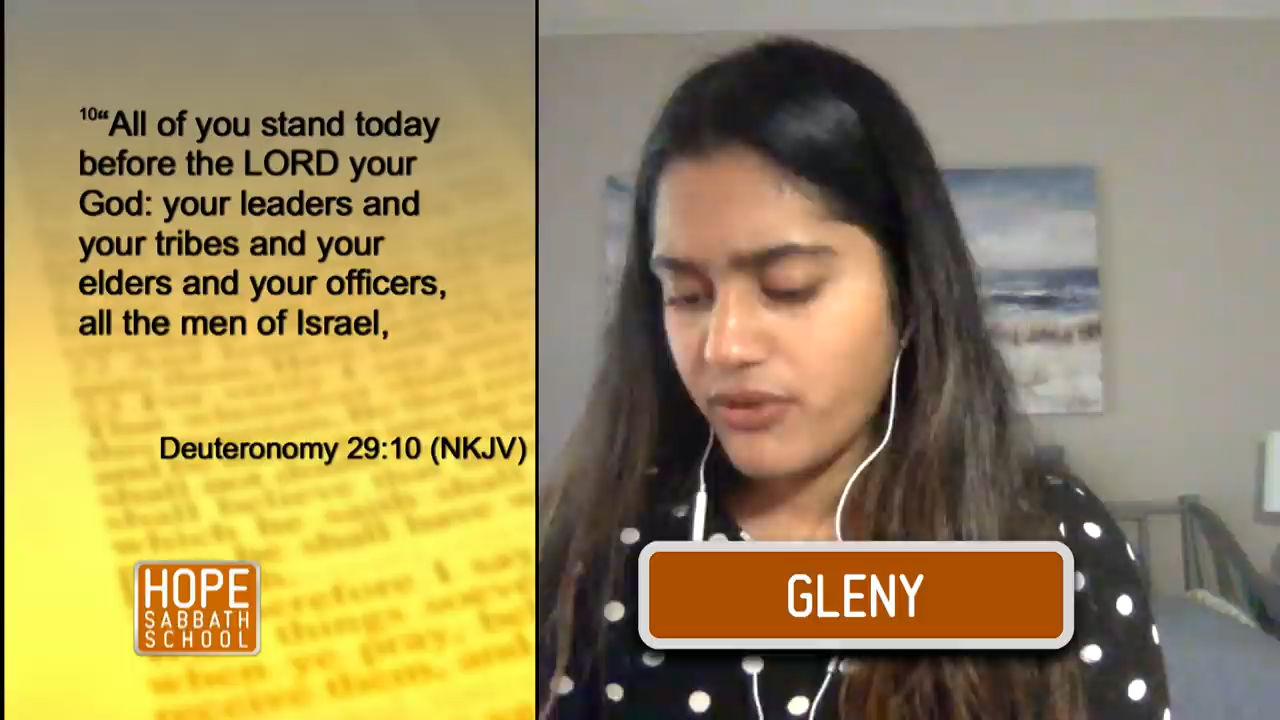 10“All of you stand today
before the LORD your
God: your leaders and
your tribes and your
elders and your officers,
all the men of Israel,
Deuteronomy 29:10 (NKJV)
HOPE
SABBATH
SCHOOL
GLENY